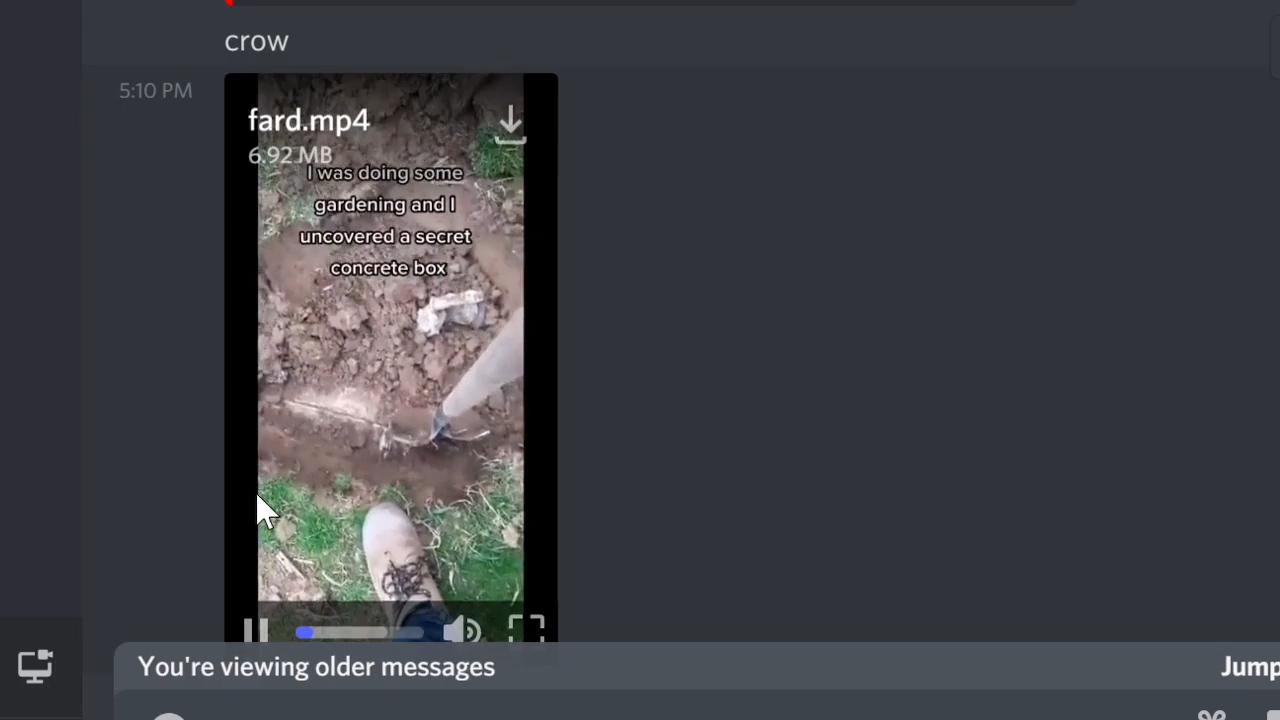 crow
5:10 PM
fard.mp4
6.92 MB
I was doing some
gardening and I
uncovered a secret
concrete box
You're viewing older messages
Jump